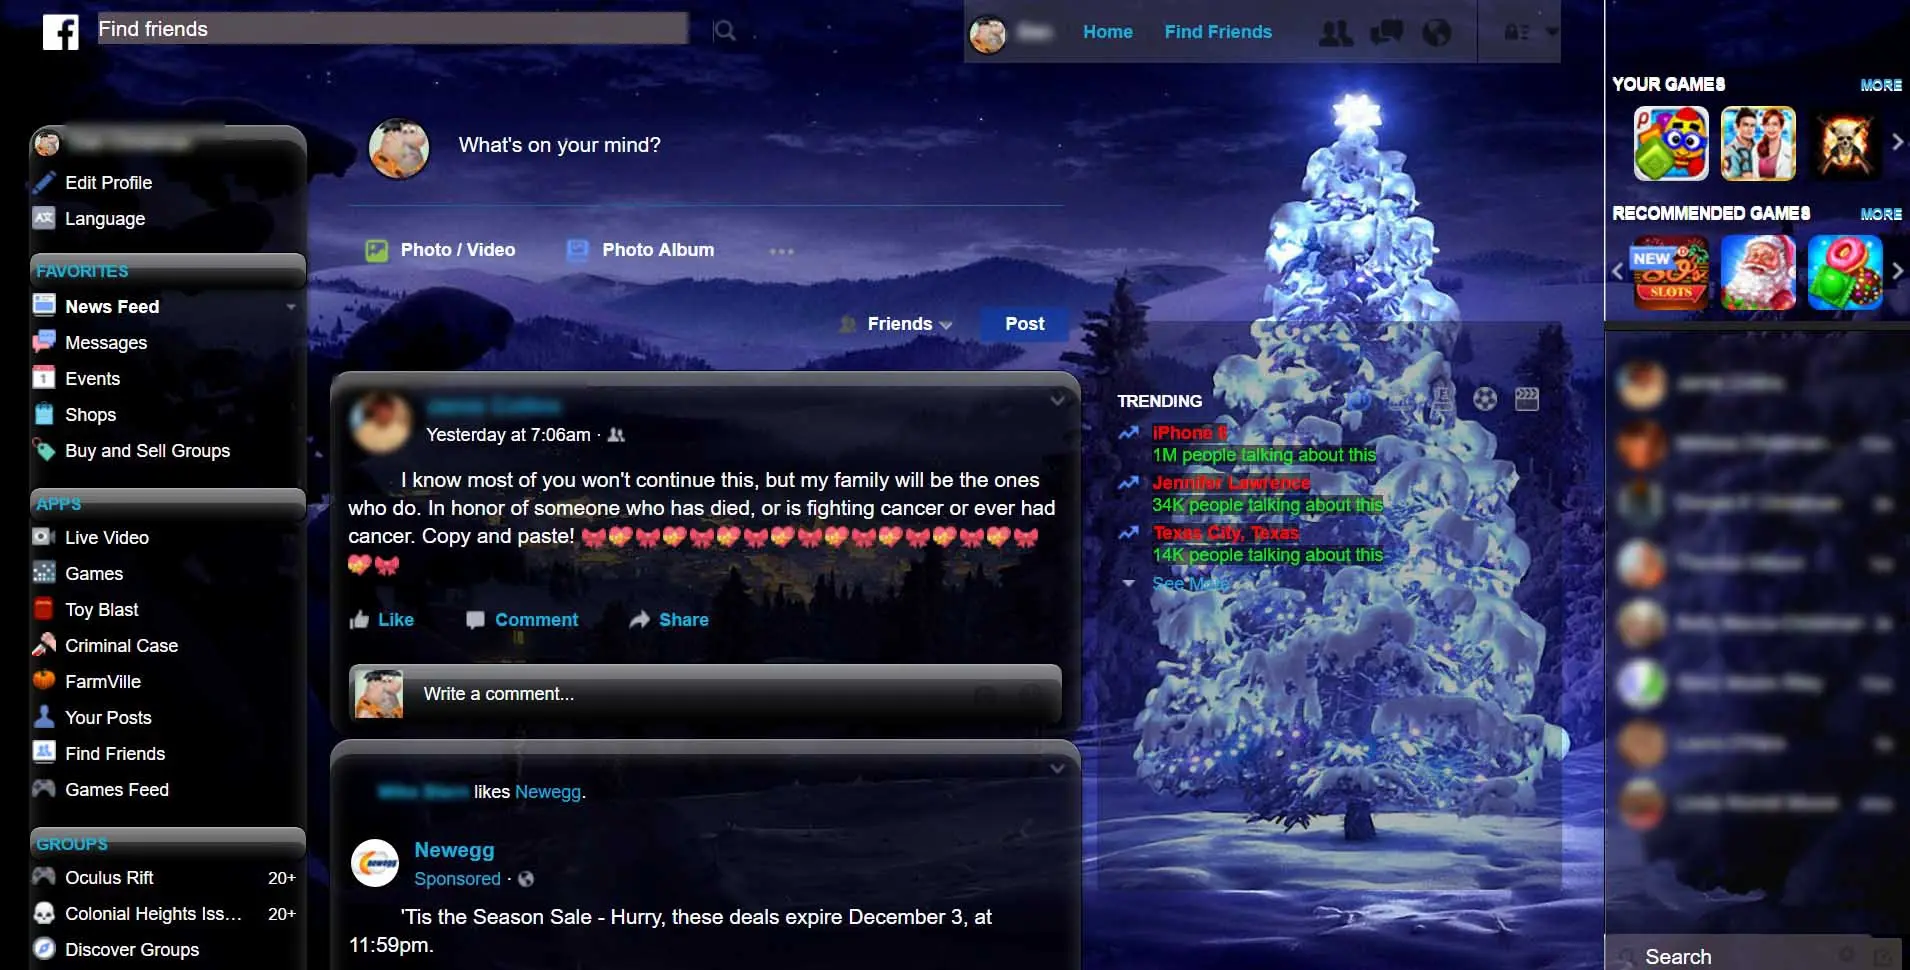 Find friends
Home
Find Friends
Edit Profile
Language
FAVORITES
News Feed
Messages
Events
Shops
Buy and Sell Groups
APPS
Live Video
Games
Toy Blast
Criminal Case
FarmVille
Your Posts
Find Friends
Games Feed
GROUPS
Oculus Rift 20+
Colonial Heights Iss... 20+
Discover Groups
What's on your mind?
Photo / Video
Photo Album
Friends
Post
Yesterday at 7:06am ·
I know most of you won't continue this, but my family will be the ones
who do. In honor of someone who has died, or is fighting cancer or ever had
cancer. Copy and paste! 🎀💝🎀💝🎀💝🎀💝🎀💝🎀💝🎀💝🎀💝🎀
💝🎀
Like
Comment
Share
Write a comment...
likes Newegg.
newegg
Newegg
Sponsored ·
'Tis the Season Sale - Hurry, these deals expire December 3, at
11:59pm.
TRENDING
iPhone
1M people talking about this
Jennifer Lawrence
34K people talking about this
Texas City, Texas
14K people talking about this
See More
YOUR GAMES MORE
RECOMMENDED GAMES MORE
NEW
SLOTS
Search